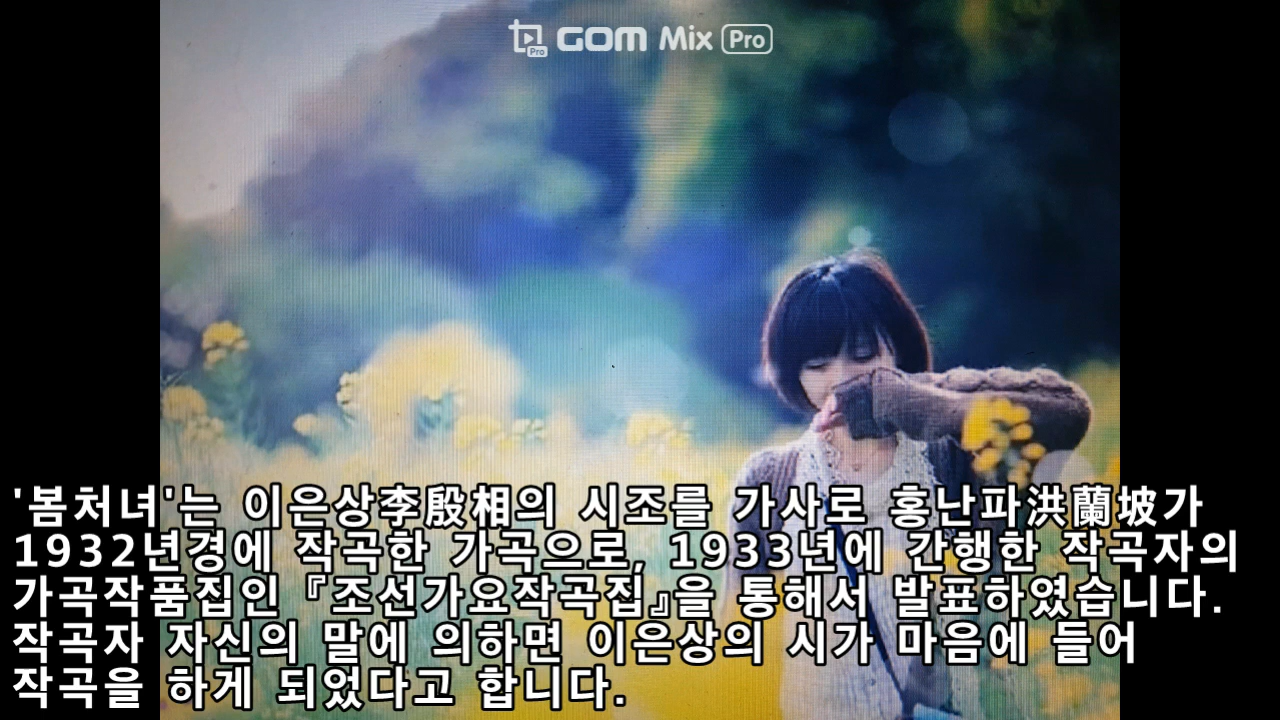 Pro GOM Mix Pro
'봄처녀'는 이은상李殷相의 시조를 가사로 홍난파洪蘭坡가
1932년경에 작곡한 가곡으로, 1933년에 간행한 작곡자의
가곡작품집인 『조선가요작곡집』을 통해서 발표하였습니다.
작곡자 자신의 말에 의하면 이은상의 시가 마음에 들어
작곡을 하게 되었다고 합니다.